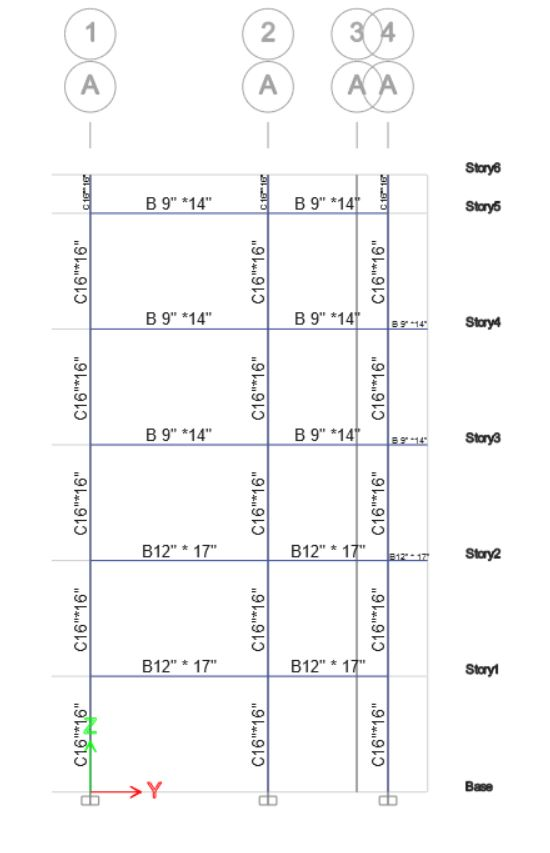 1 2 3 4
A A A A
Story6
C16"*16" C16"*16" C16"*16"
B 9" *14" B 9" *14" Story5
C16"*16" C16"*16" C16"*16"
B 9" *14" B 9" *14" B 9" *14" Story4
C16"*16" C16"*16" C16"*16"
B 9" *14" B 9" *14" B 9" *14" Story3
C16"*16" C16"*16" C16"*16"
B12" * 17" B12" * 17" B12" * 17" Story2
C16"*16" C16"*16" C16"*16"
B12" * 17" B12" * 17" Story1
C16"*16" C16"*16" C16"*16"
Z
Y Base